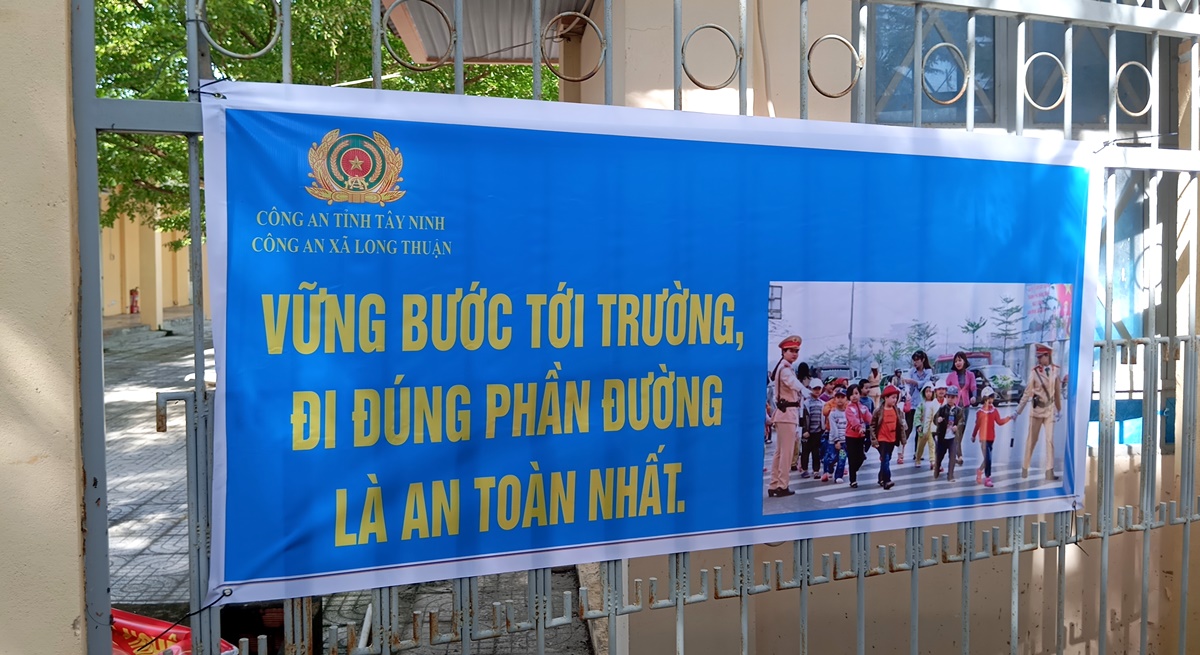 CÔNG AN TỈNH TÂY NINH
CÔNG AN XÃ LONG THUẬN
VỮNG BƯỚC TỚI TRƯỜNG,
ĐI ĐÚNG PHẦN ĐƯỜNG
LÀ AN TOÀN NHẤT.